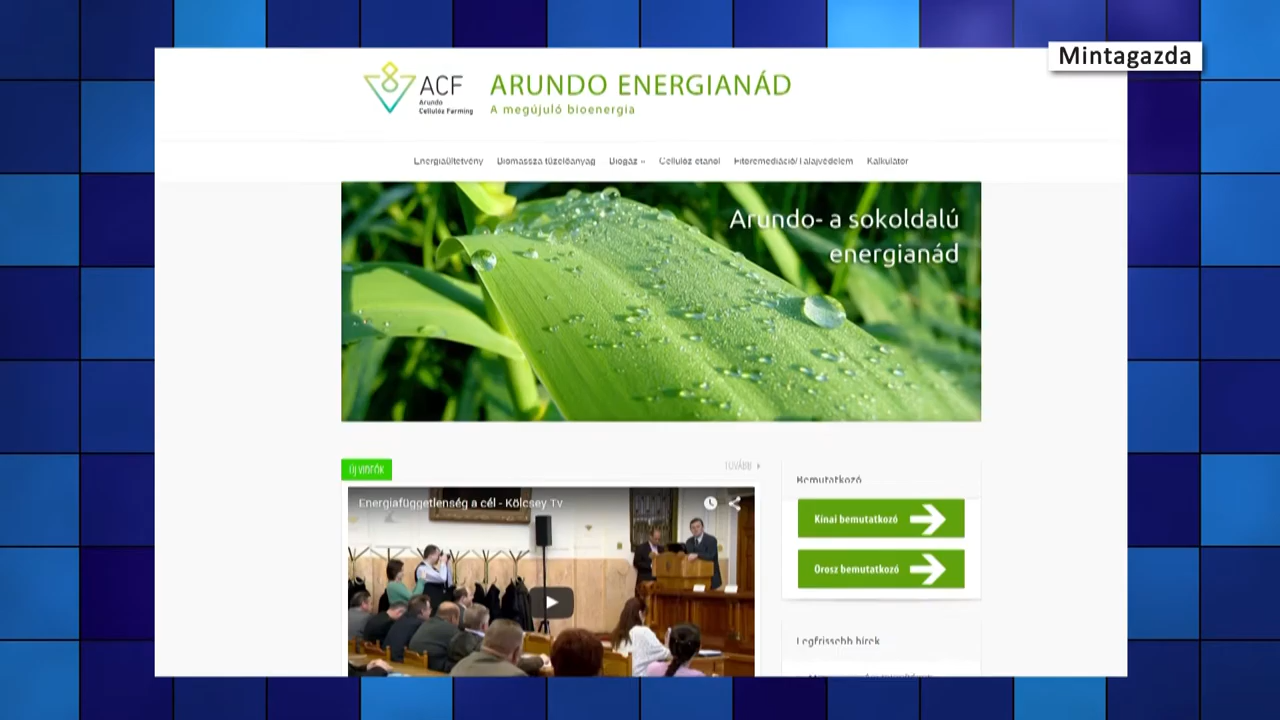 Mintagazda
ACF
Arundo
Cellulóz Farming
ARUNDO ENERGIANÁD
A megújuló bioenergia
Energiaültetvény Biomassza tüzelőanyag Biogáz » Cellulóz etanol Fitoremediáció/Talajvédelem Kalkulátor
Arundo- a sokoldalú
energianád
ÚJ VIDEÓK
TOVÁBB
Energiafüggetlenség a cél - Kölcsey Tv
Bemutatkozó
Kínai bemutatkozó
Orosz bemutatkozó
Legfrissebb hírek